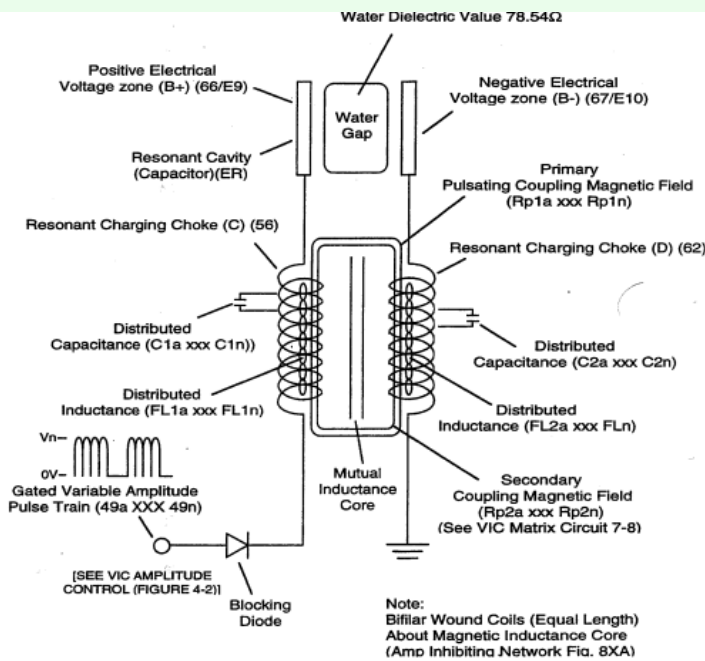 Water Dielectric Value 78.54Ω
Positive Electrical
Voltage zone (B+) (66/E9)
Negative Electrical
Voltage zone (B-) (67/E10)
Water
Gap
Resonant Cavity
(Capacitor)(ER)
Primary
Pulsating Coupling Magnetic Field
(Rp1a xxx Rp1n)
Resonant Charging Choke (C) (56)
Resonant Charging Choke (D) (62)
Distributed
Capacitance (C1a xxx C1n))
Distributed
Capacitance (C2a xxx C2n)
Distributed
Inductance (FL1a xxx FL1n)
Distributed
Inductance (FL2a xxx FLn)
Vn
0V
Gated Variable Amplitude
Pulse Train (49a XXX 49n)
Mutual
Inductance
Core
Secondary
Coupling Magnetic Field
(Rp2a xxx Rp2n)
(See VIC Matrix Circuit 7-8)
[SEE VIC AMPLITUDE
CONTROL (FIGURE 4-2)]
Blocking
Diode
Note:
Bifilar Wound Coils (Equal Length)
About Magnetic Inductance Core
(Amp Inhibiting Network Fig. 8XA)